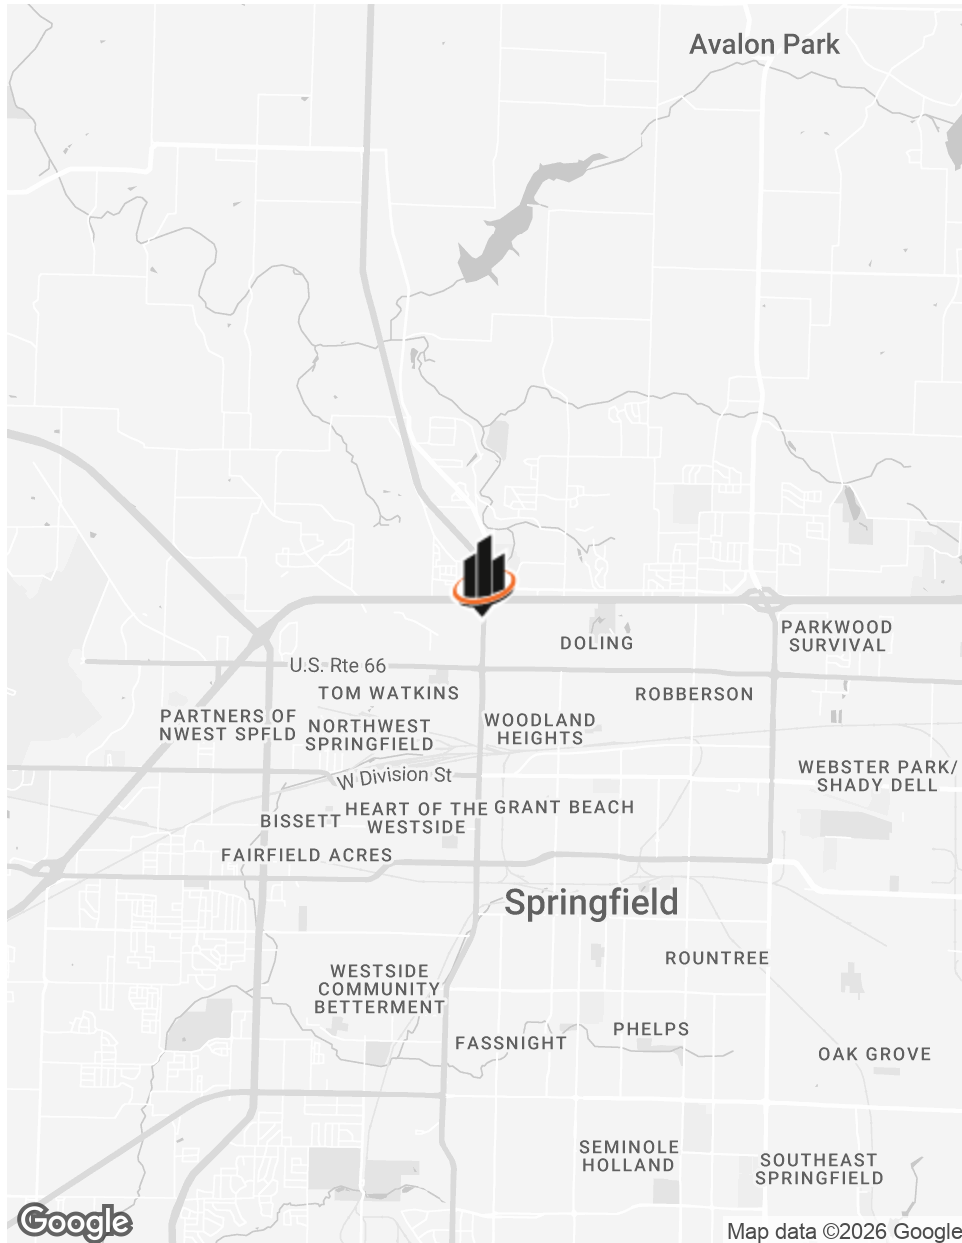 Avalon Park
DOLING
PARKWOOD
SURVIVAL
U.S. Rte 66
TOM WATKINS
ROBBERSON
PARTNERS OF
NWEST SPFLD
NORTHWEST
SPRINGFIELD
WOODLAND
HEIGHTS
W Division St
WEBSTER PARK/
SHADY DELL
BISSETT
HEART OF THE
WESTSIDE
GRANT BEACH
FAIRFIELD ACRES
Springfield
ROUNTREE
WESTSIDE
COMMUNITY
BETTERMENT
PHELPS
FASSNIGHT
OAK GROVE
SEMINOLE
HOLLAND
SOUTHEAST
SPRINGFIELD
Google
Map data ©2026 Google